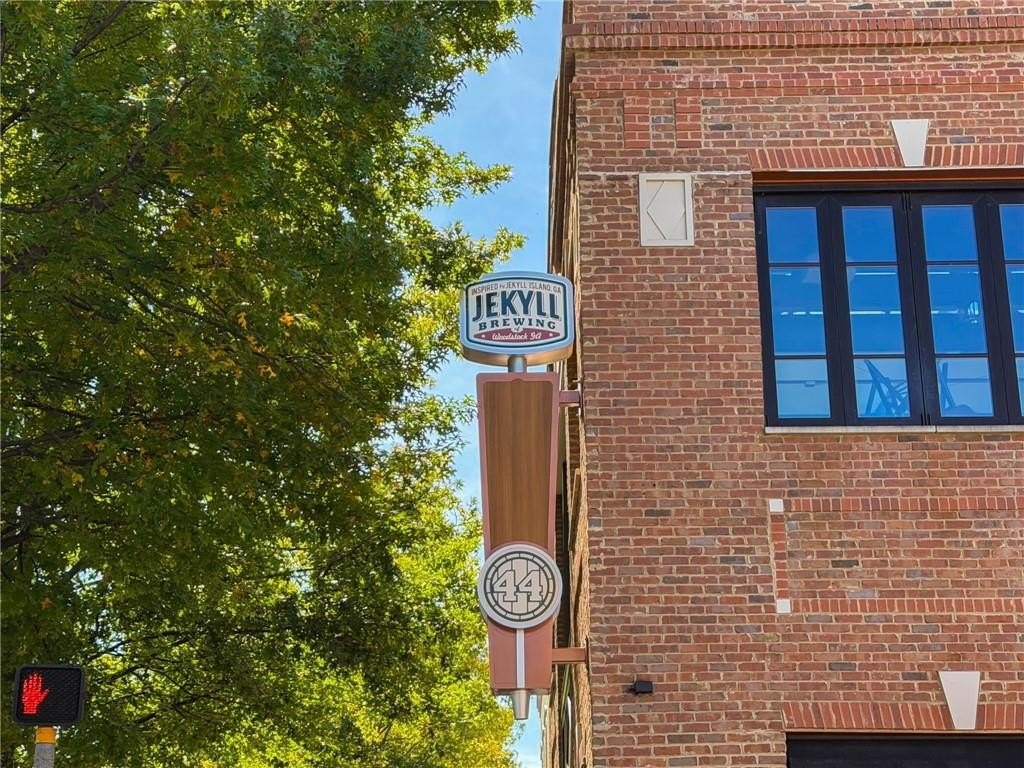 INSPIRED BY JEKYLL ISLAND, GA
JEKYLL
BREWING
Woodstock GA
44